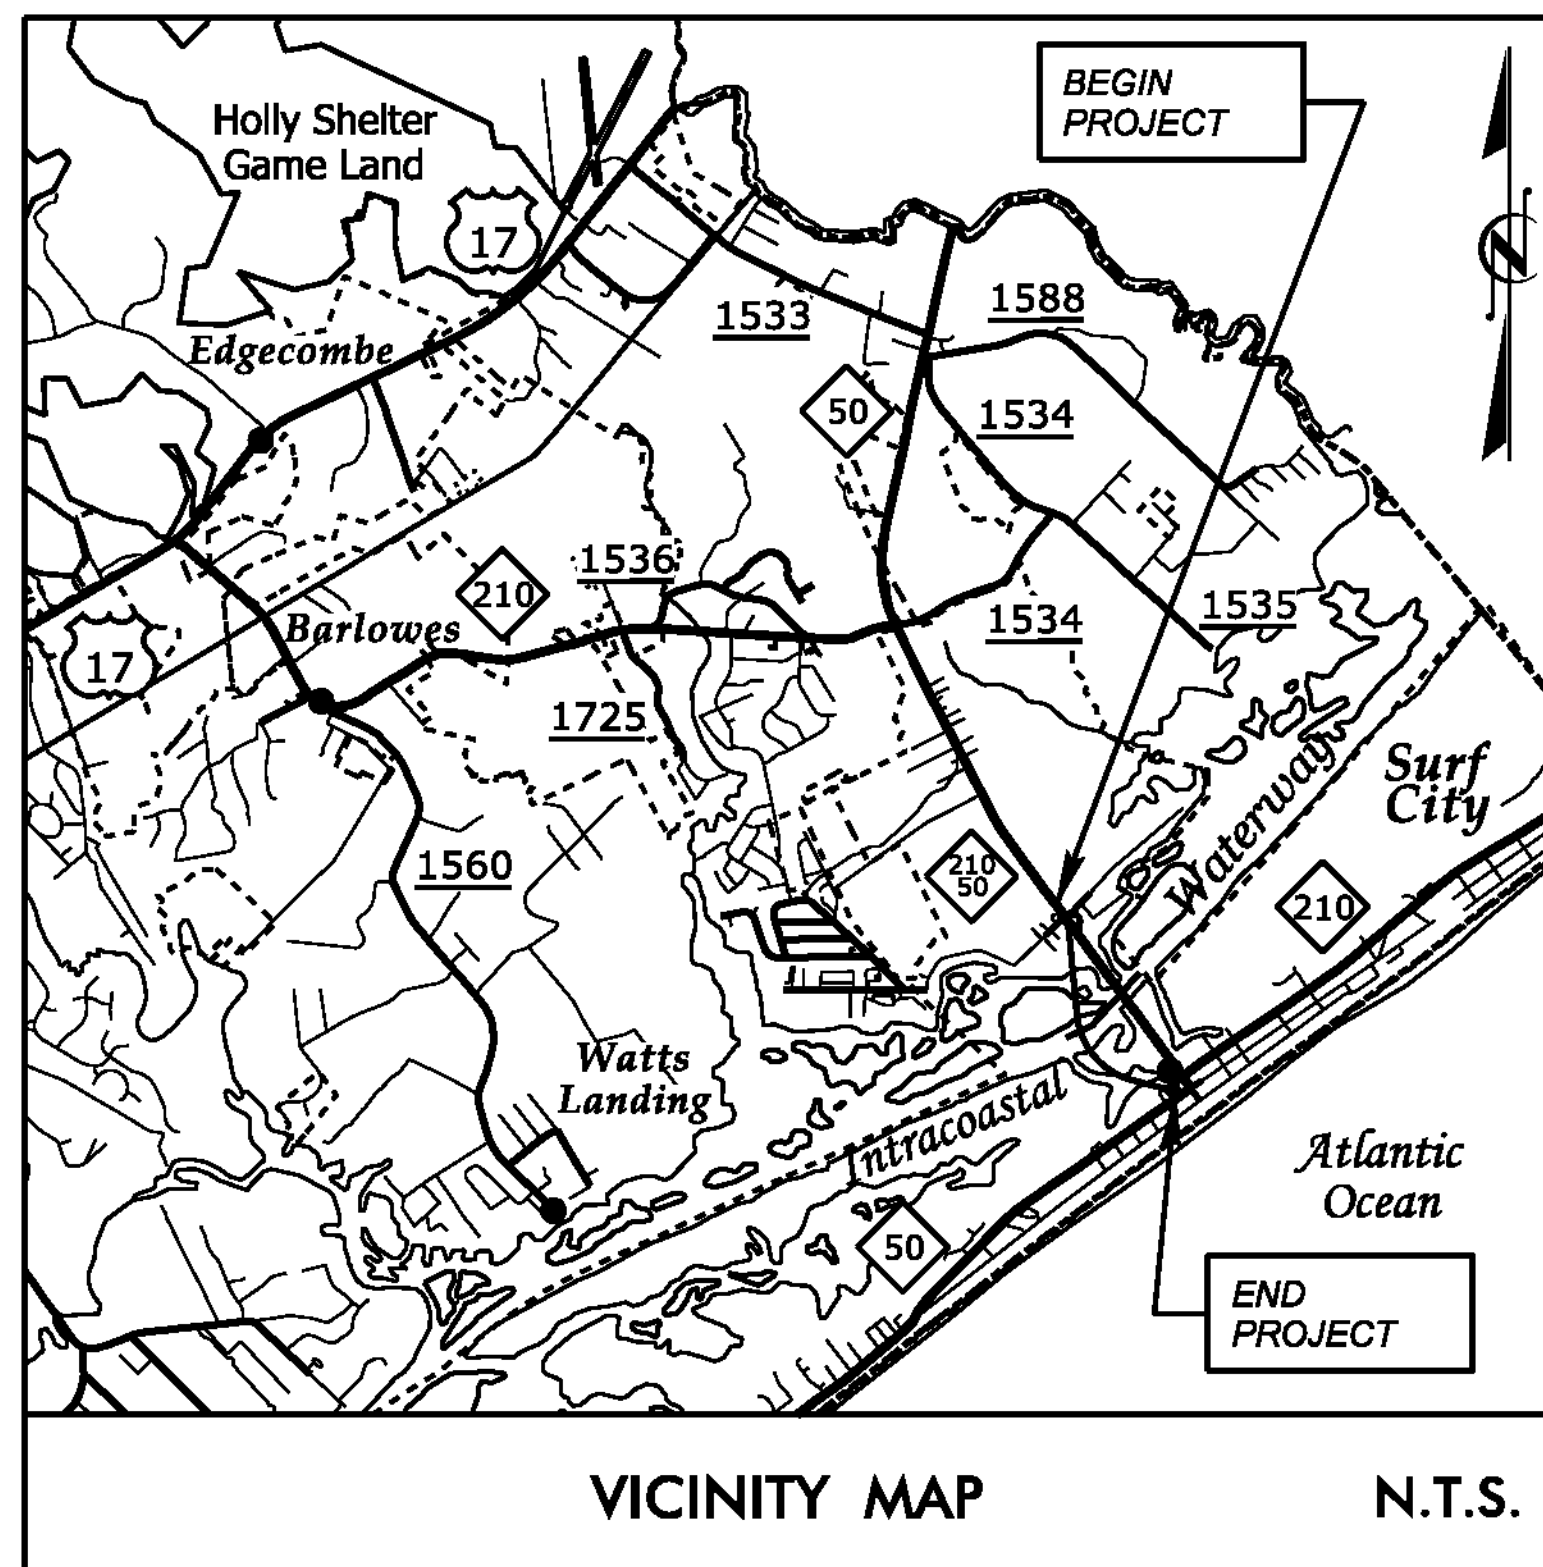 BEGIN
PROJECT
Holly Shelter
Game Land
17
N
1588
1533
Edgecombe
50
1534
1536
210
1535
1534
Barlowes
17
1725
Surf
City
Waterway
1560
210
50
210
Watts
Landing
Intracoastal
Atlantic
Ocean
50
END
PROJECT
VICINITY MAP
N.T.S.